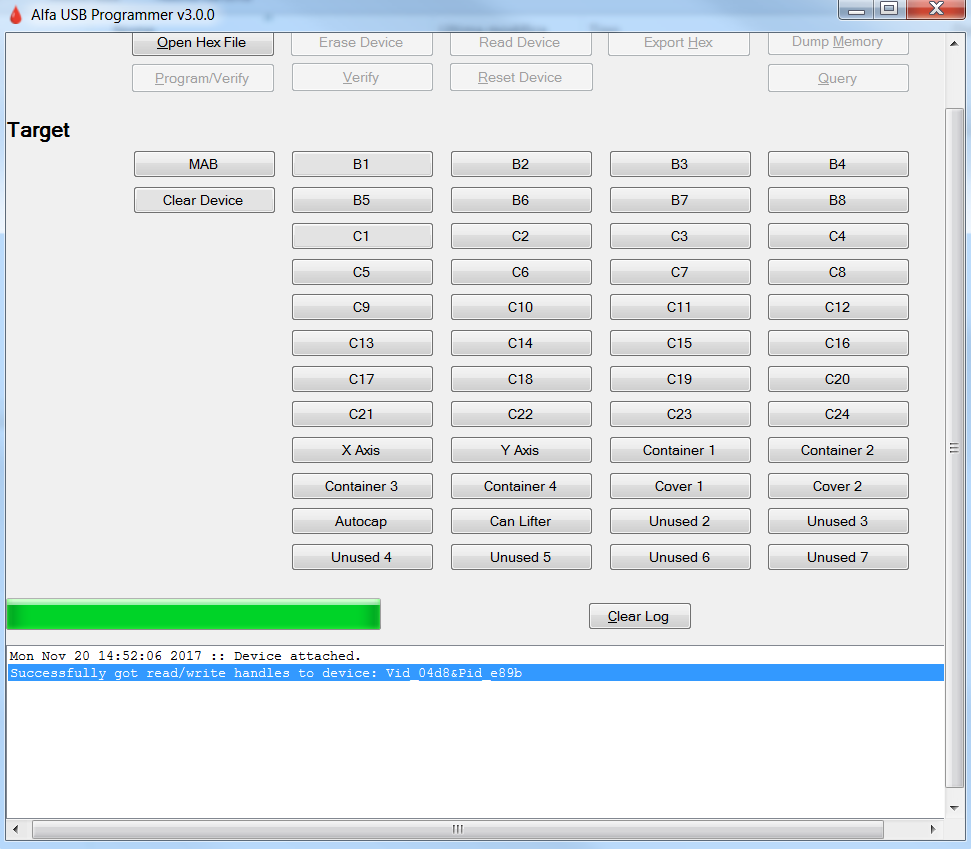 Alfa USB Programmer v3.0.0
Open Hex File Erase Device Read Device Export Hex Dump Memory
Program/Verify Verify Reset Device Query
Target
MAB B1 B2 B3 B4
Clear Device B5 B6 B7 B8
C1 C2 C3 C4
C5 C6 C7 C8
C9 C10 C11 C12
C13 C14 C15 C16
C17 C18 C19 C20
C21 C22 C23 C24
X Axis Y Axis Container 1 Container 2
Container 3 Container 4 Cover 1 Cover 2
Autocap Can Lifter Unused 2 Unused 3
Unused 4 Unused 5 Unused 6 Unused 7
Clear Log
Mon Nov 20 14:52:06 2017 :: Device attached.
Successfully got read/write handles to device: Vid_04d8&Pid_e89b